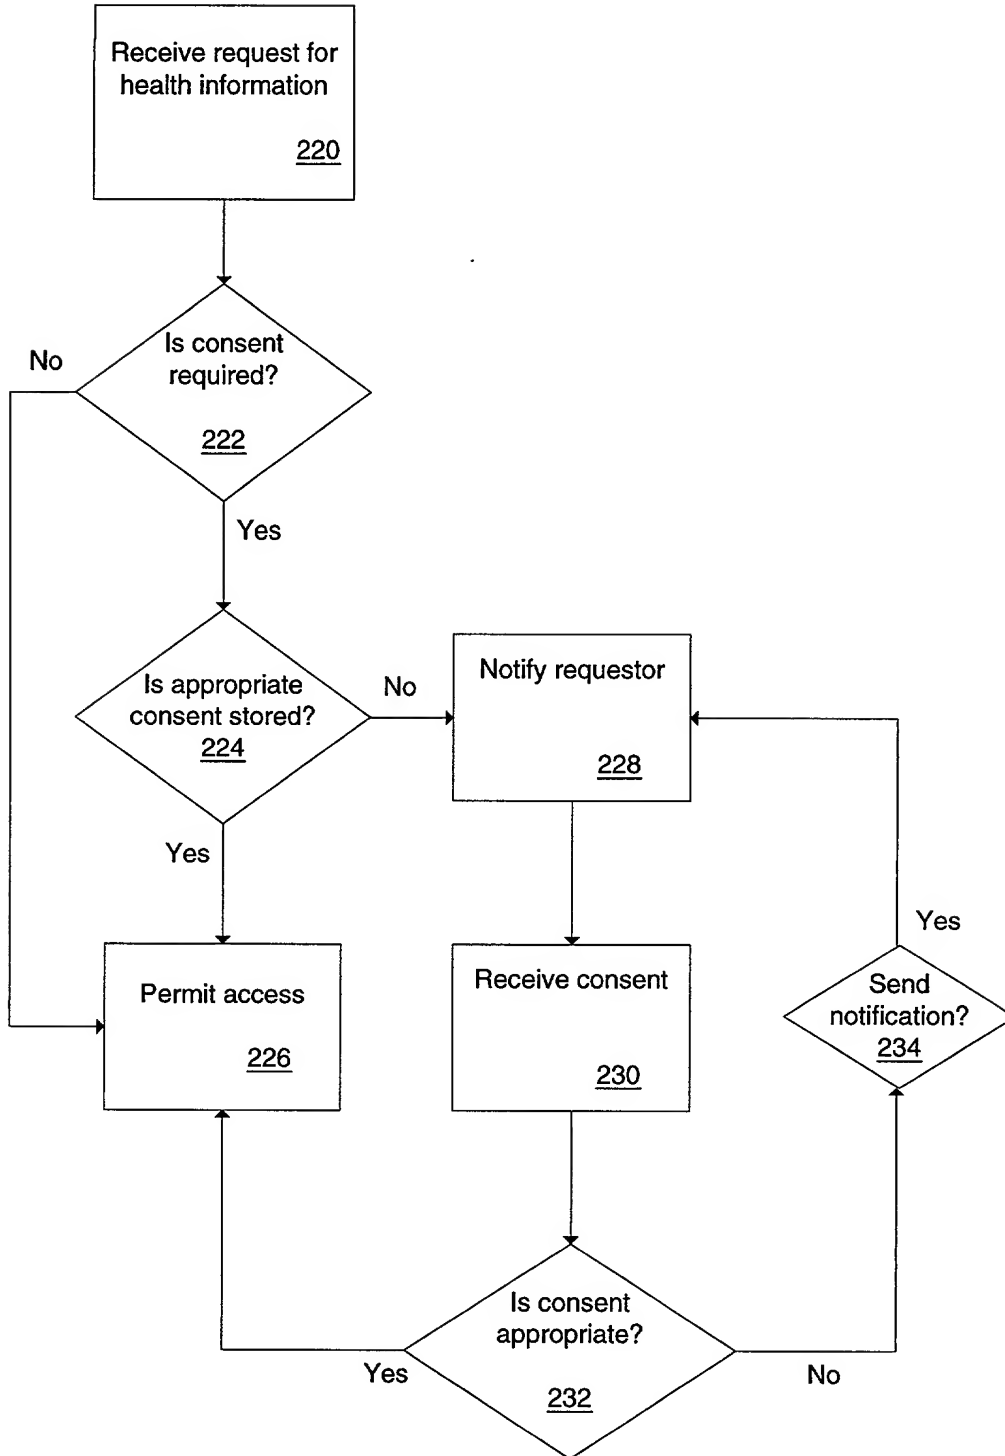 Receive request for
health information
220
Is consent
required?
222
No
Yes
Is appropriate
consent stored?
224
No
Yes
Notify requestor
228
Permit access
226
Receive consent
230
Yes
Send
notification?
234
Is consent
appropriate?
232
Yes
No